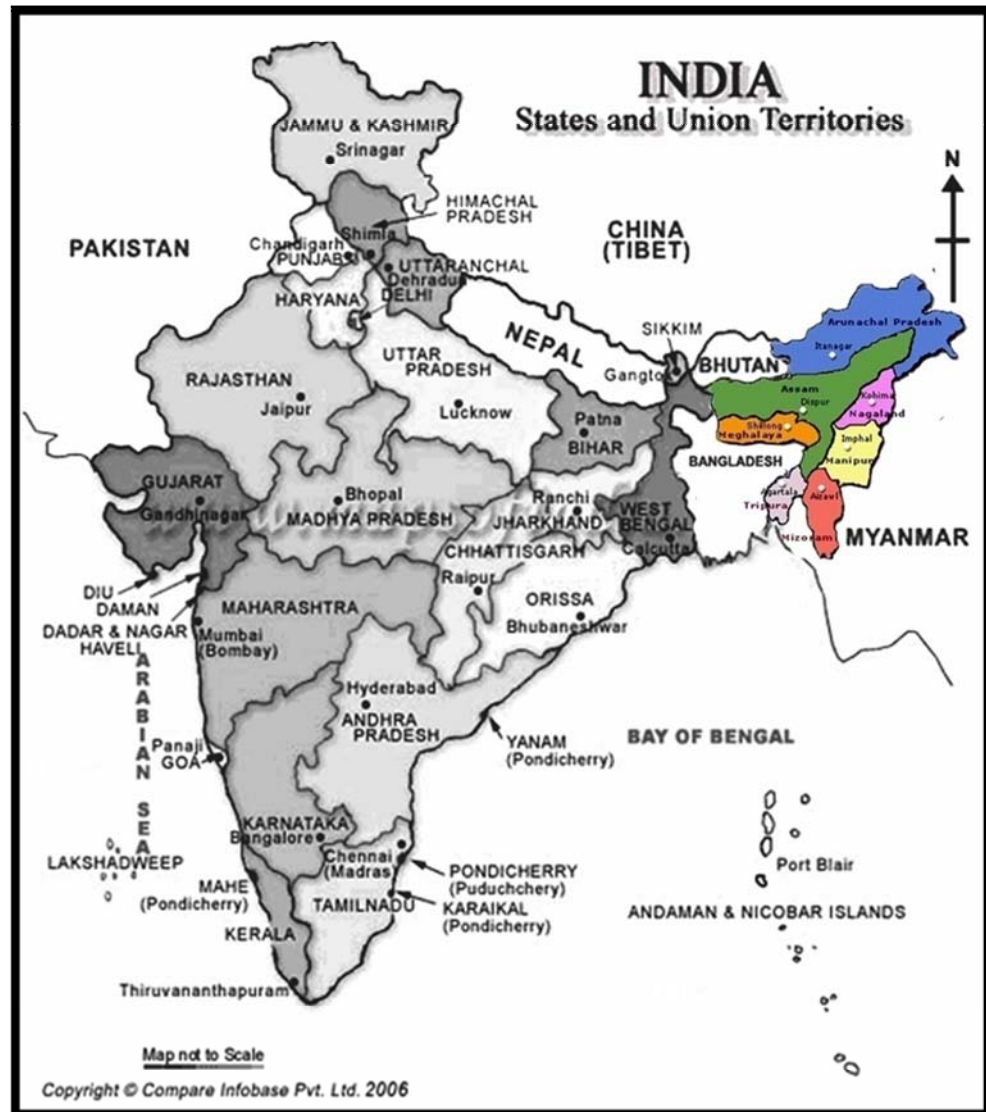 INDIA
States and Union Territories
N
JAMMU & KASHMIR
Srinagar
HIMACHAL
PRADESH
PAKISTAN
CHINA
(TIBET)
Shimla
Chandigarh
PUNJAB
UTTARANCHAL
Dehradun
HARYANA
DELHI
NEPAL
SIKKIM
BHUTAN
Gangtok
Arunachal Pradesh
Itanagar
UTTAR
PRADESH
RAJASTHAN
Jaipur
Lucknow
Patna
BIHAR
Assam
Dispur
Kohima
Nagaland
Shillong
Meghalaya
Imphal
Manipur
BANGLADESH
GUJARAT
Gandhinagar
Bhopal
MADHYA PRADESH
Ranchi
JHARKHAND
WEST
BENGAL
Calcutta
Agartala
Tripura
Aizawl
Mizoram
MYANMAR
CHHATTISGARH
Raipur
DIU
DAMAN
DADAR & NAGAR
HAVELI
MAHARASHTRA
Mumbai
(Bombay)
ORISSA
Bhubaneshwar
ARABIAN SEA
Hyderabad
ANDHRA
PRADESH
YANAM
(Pondicherry)
BAY OF BENGAL
Panaji
GOA
KARNATAKA
Bangalore
Chennai
(Madras)
PONDICHERRY
(Puduchchery)
LAKSHADWEEP
MAHE
(Pondicherry)
TAMILNADU
KARAIKAL
(Pondicherry)
Port Blair
ANDAMAN & NICOBAR ISLANDS
KERALA
Thiruvananthapuram
Map not to Scale
Copyright © Compare Infobase Pvt. Ltd. 2006